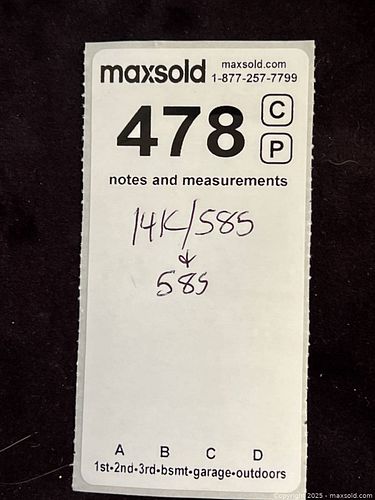 maxsold maxsold.com
1-877-257-7799
478 C
P
notes and measurements
14K/585
&
585
A B C D
1st-2nd-3rd-bsmt-garage-outdoors
Copyright 2025 - maxsold.com